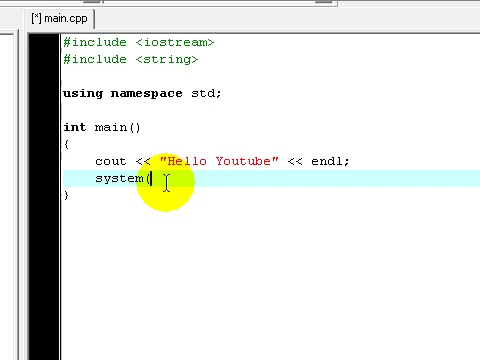 [*] main.cpp
#include <iostream>
#include <string>
using namespace std;
int main()
{
cout << "Hello Youtube" << endl;
system(
}